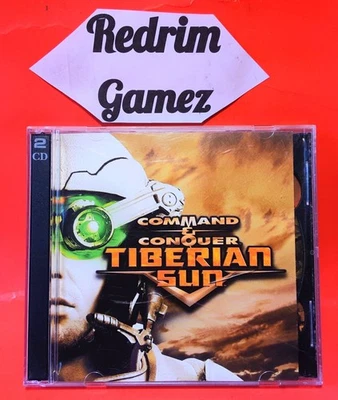 Redrim
Gamez
2
CD
COMMAND
&
CONQUER
TIBERIAN
SUN